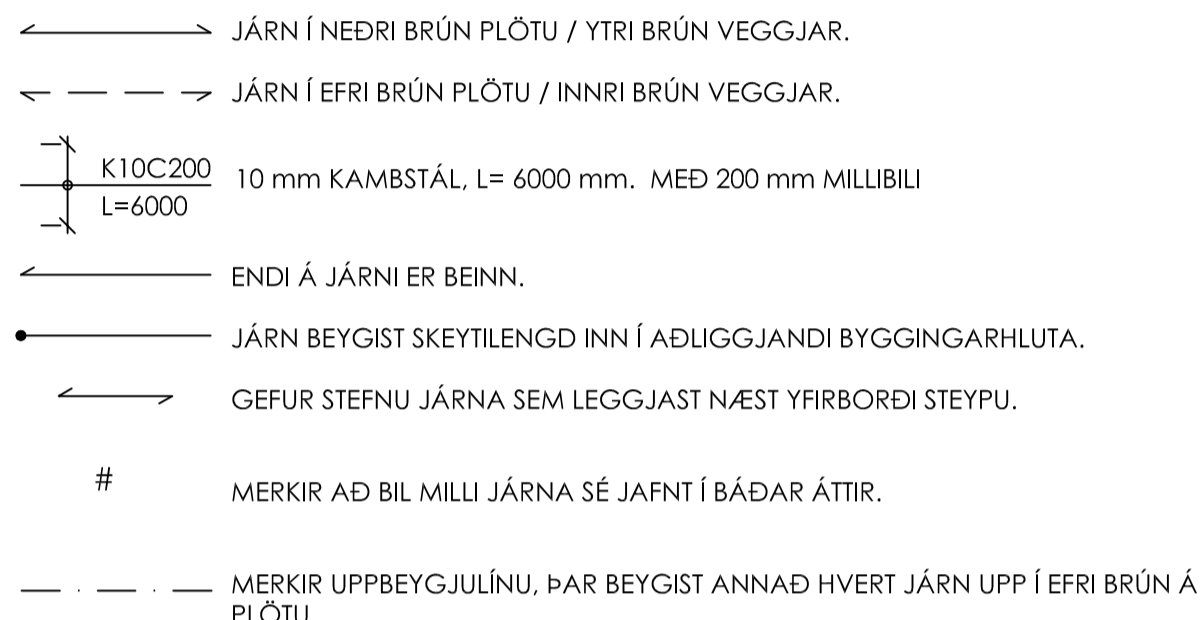 JÁRN Í NEÐRI BRÚN PLÖTU / YTRI BRÚN VEGGJAR.
JÁRN Í EFRI BRÚN PLÖTU / INNRI BRÚN VEGGJAR.
K10C200
L=6000
10 mm KAMBSTÁL, L= 6000 mm. MEÐ 200 mm MILLIBILI
ENDI Á JÁRNI ER BEINN.
JÁRN BEYGIST SKEYTILENGD INN Í AÐLIGGJANDI BYGGINGARHLUTA.
GEFUR STEFNU JÁRNA SEM LEGGJAST NÆST YFIRBORÐI STEYPU.
# MERKIR AÐ BIL MILLI JÁRNA SÉ JAFNT Í BÁÐAR ÁTTIR.
MERKIR UPPBEYGJULÍNU, ÞAR BEYGIST ANNAÐ HVERT JÁRN UPP Í EFRI BRÚN Á
PLÖTU